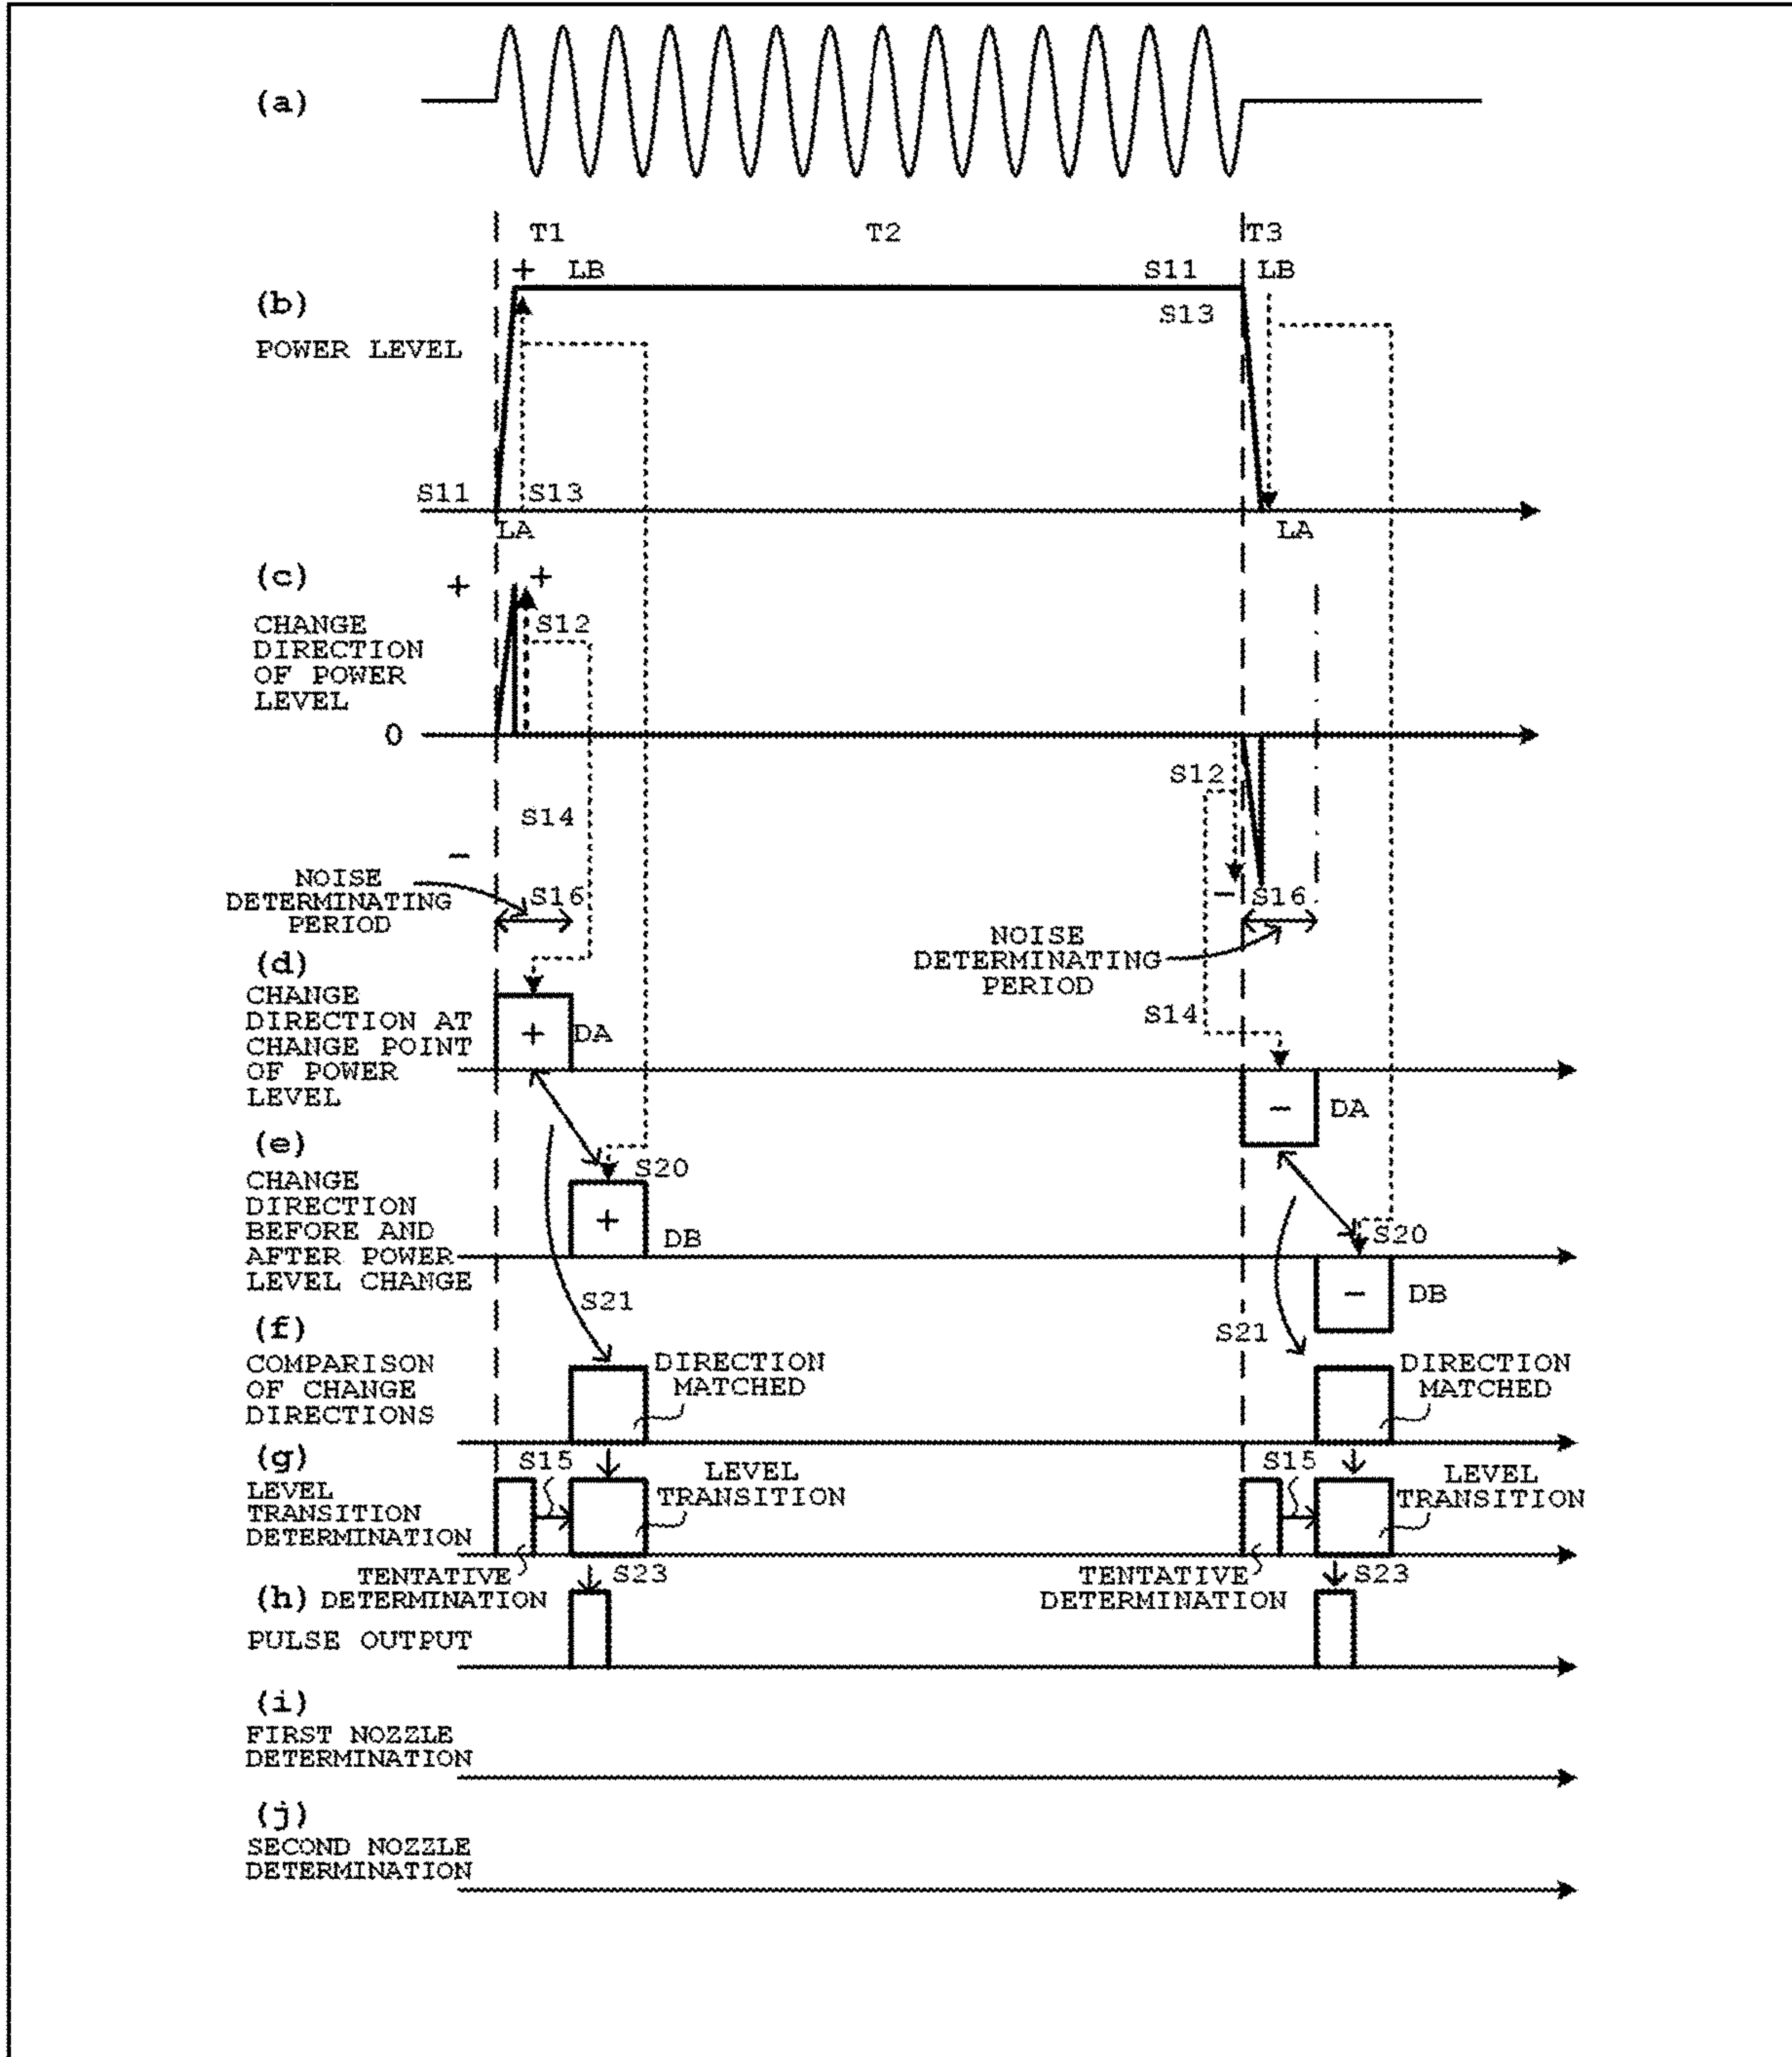 (a)
T1 T2 T3
+ LB S11 LB
(b) S13
POWER LEVEL
S11 S13
LA LA
(c) + +
CHANGE S12
DIRECTION
OF POWER
LEVEL
0
S12
S14
−
NOISE S16 − S16
DETERMINATING
PERIOD
NOISE
DETERMINATING
PERIOD
(d)
CHANGE
DIRECTION AT S14
CHANGE POINT + DA
OF POWER
LEVEL − DA
(e)
CHANGE S20
DIRECTION
BEFORE AND + DB S20
AFTER POWER
LEVEL CHANGE − DB
S21 S21
(f)
COMPARISON DIRECTION DIRECTION
OF CHANGE MATCHED MATCHED
DIRECTIONS
(g) S15 LEVEL S15 LEVEL
LEVEL TRANSITION TRANSITION
TRANSITION
DETERMINATION
TENTATIVE S23 TENTATIVE S23
(h) DETERMINATION DETERMINATION
PULSE OUTPUT
(i)
FIRST NOZZLE
DETERMINATION
(j)
SECOND NOZZLE
DETERMINATION